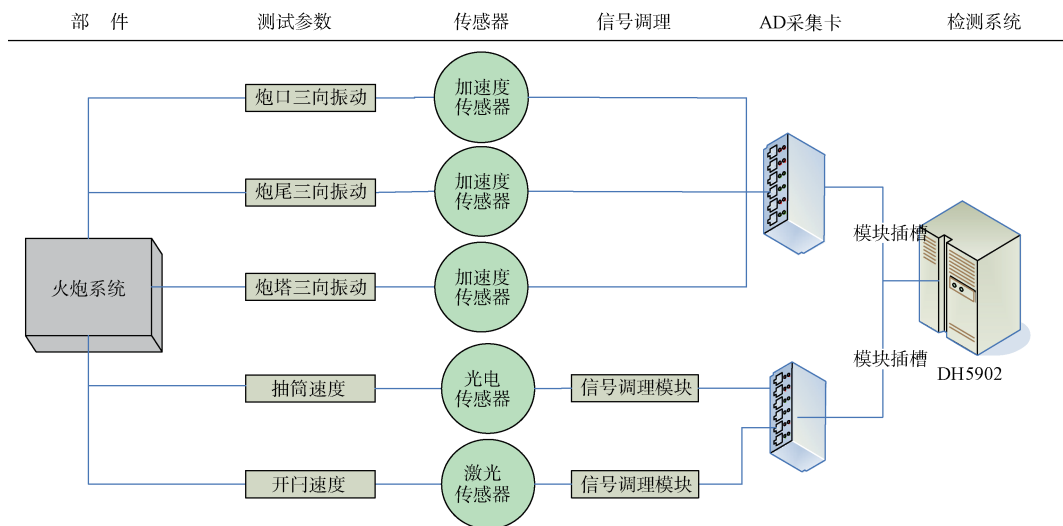 部 件
测试参数
传感器
信号调理
AD采集卡
检测系统
炮口三向振动
加速度
传感器
炮尾三向振动
加速度
传感器
模块插槽
火炮系统
炮塔三向振动
加速度
传感器
模块插槽
DH5902
抽筒速度
光电
传感器
信号调理模块
开闩速度
激光
传感器
信号调理模块